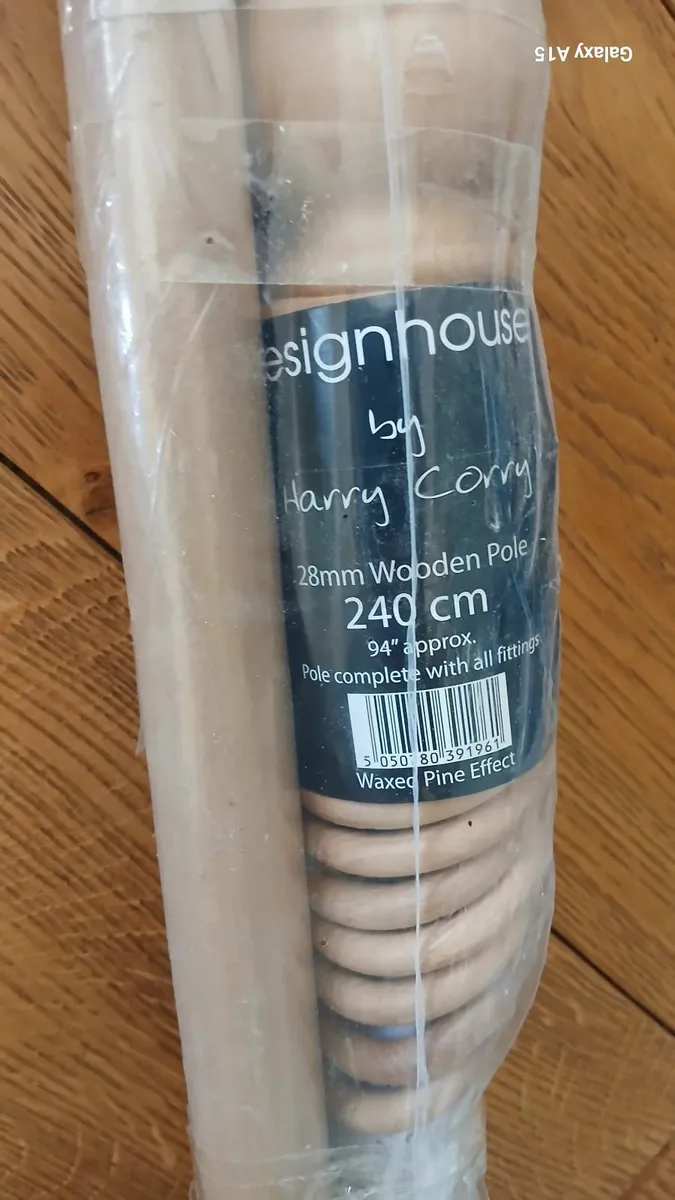 Galaxy A15
esignhouse
by
Harry Corry
28mm Wooden Pole
240 cm
94" approx.
Pole complete with all fittings
5 050780 391961
Waxed Pine Effect